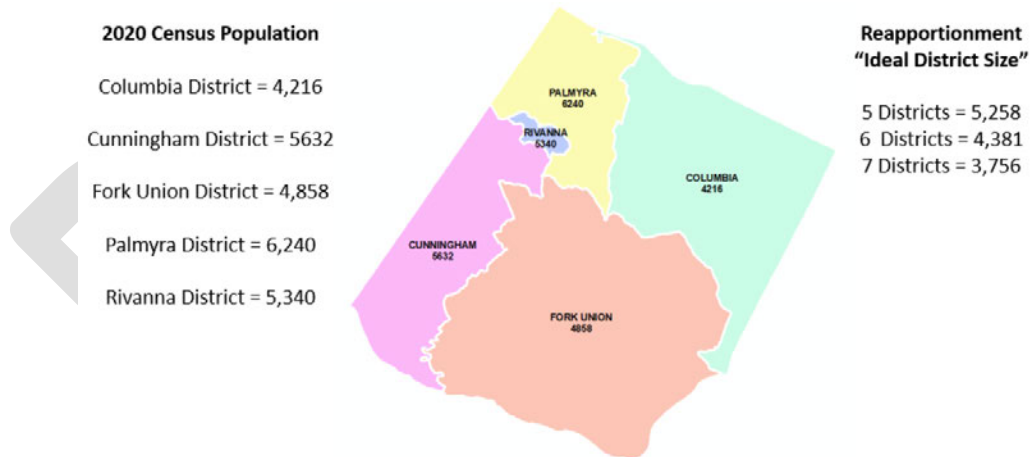 2020 Census Population
Columbia District = 4,216
Cunningham District = 5632
Fork Union District = 4,858
Palmyra District = 6,240
Rivanna District = 5,340
PALMYRA
6240
RIVANNA
5340
COLUMBIA
4216
CUNNINGHAM
5632
FORK UNION
4858
Reapportionment
“Ideal District Size”
5 Districts = 5,258
6 Districts = 4,381
7 Districts = 3,756